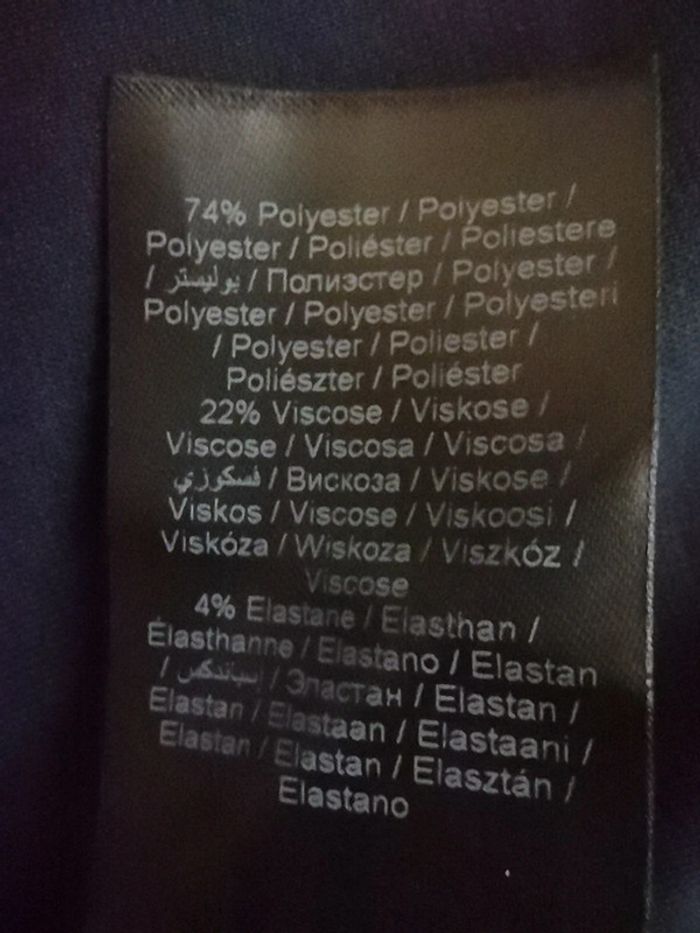 74% Polyester / Polyester /
Polyester / Poliéster / Poliestere
/ بوليستر / Полиэстер / Polyester /
Polyester / Polyester / Polyesteri
/ Polyester / Poliester /
Poliészter / Poliéster
22% Viscose / Viskose /
Viscose / Viscosa / Viscosa /
فسكوزي / Вискоза / Viskose /
Viskos / Viscose / Viskoosi /
Viskóza / Wiskoza / Viszkóz /
Viscose
4% Elastane / Elasthan /
Élasthanne / Elastano / Elastan
/ إسباندكس / Эластан / Elastan /
Elastan / Elastaan / Elastaani /
Elastan / Elastan / Elasztán /
Elastano